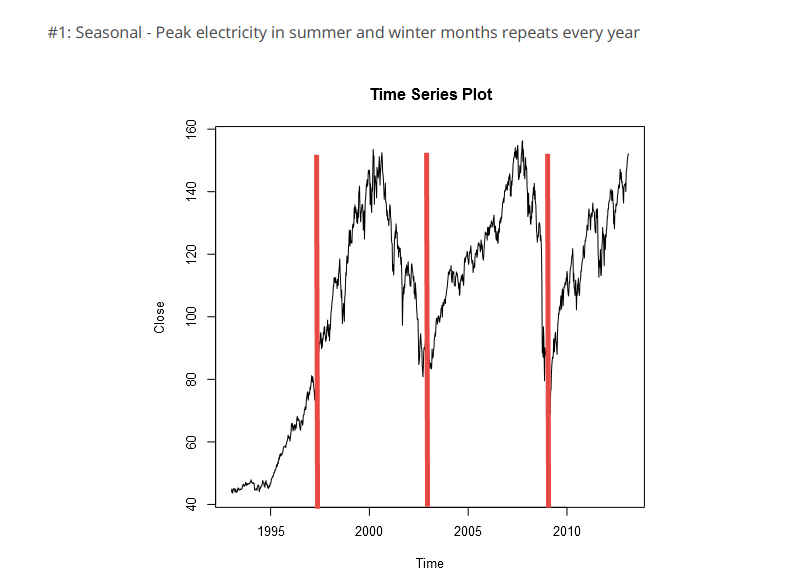 #1: Seasonal - Peak electricity in summer and winter months repeats every year
Time Series Plot
160
140
120
100
80
60
40
Close
1995 2000 2005 2010
Time